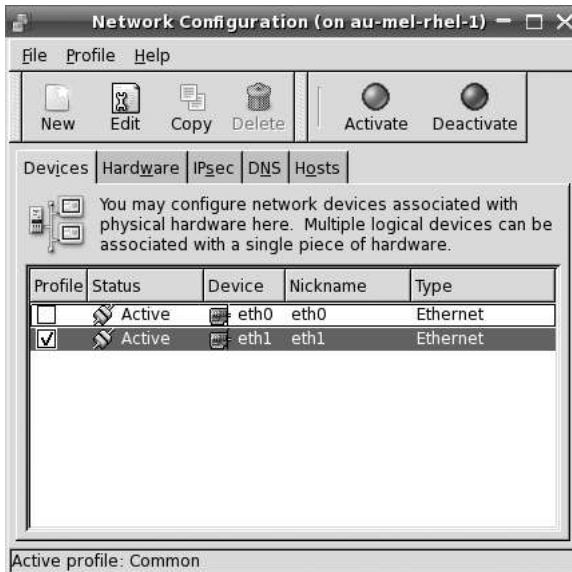 Network Configuration (on au-mel-rhel-1)
File Profile Help
New Edit Copy Delete Activate Deactivate
Devices Hardware IPsec DNS Hosts
You may configure network devices associated with
physical hardware here. Multiple logical devices can be
associated with a single piece of hardware.
Profile Status Device Nickname Type
Active eth0 eth0 Ethernet
Active eth1 eth1 Ethernet
Active profile: Common